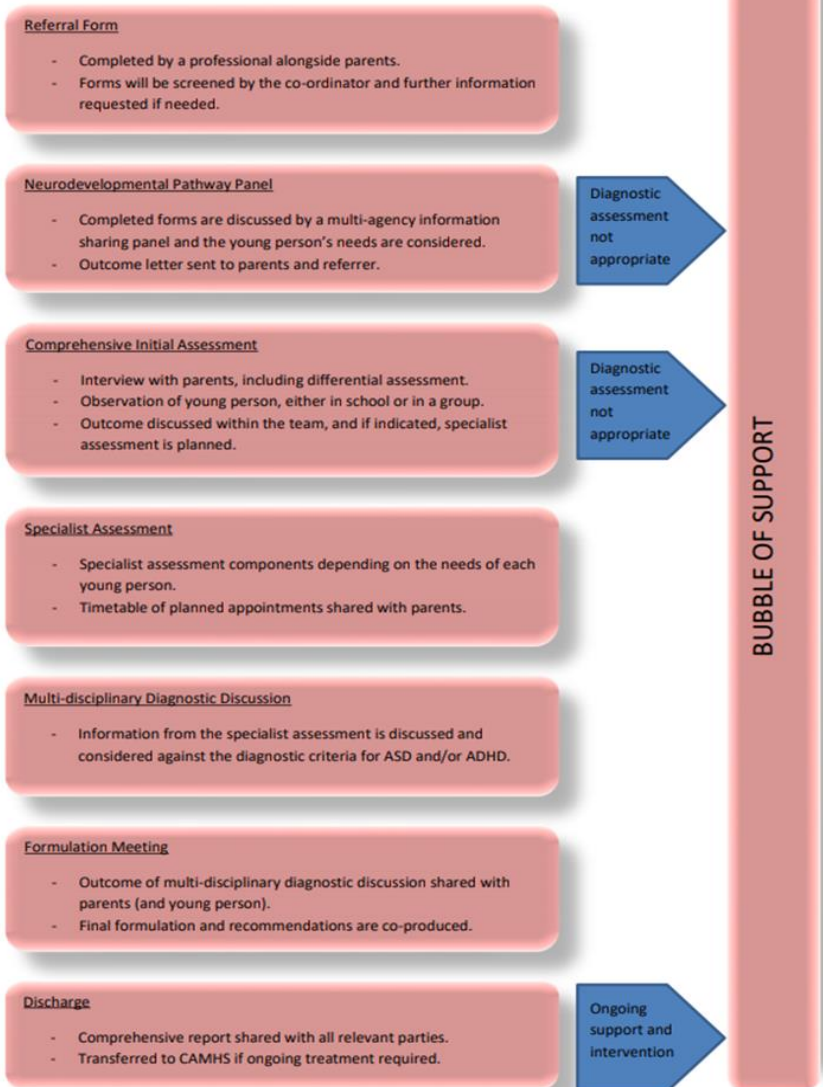 Referral Form
- Completed by a professional alongside parents.
- Forms will be screened by the co-ordinator and further information
requested if needed.
Neurodevelopmental Pathway Panel
- Completed forms are discussed by a multi-agency information
sharing panel and the young person's needs are considered.
- Outcome letter sent to parents and referrer.
Diagnostic
assessment
not
appropriate
Comprehensive Initial Assessment
- Interview with parents, including differential assessment.
- Observation of young person, either in school or in a group.
- Outcome discussed within the team, and if indicated, specialist
assessment is planned.
Diagnostic
assessment
not
appropriate
Specialist Assessment
- Specialist assessment components depending on the needs of each
young person.
- Timetable of planned appointments shared with parents.
Multi-disciplinary Diagnostic Discussion
- Information from the specialist assessment is discussed and
considered against the diagnostic criteria for ASD and/or ADHD.
Formulation Meeting
- Outcome of multi-disciplinary diagnostic discussion shared with
parents (and young person).
- Final formulation and recommendations are co-produced.
Discharge
- Comprehensive report shared with all relevant parties.
- Transferred to CAMHS if ongoing treatment required.
Ongoing
support and
intervention
BUBBLE OF SUPPORT